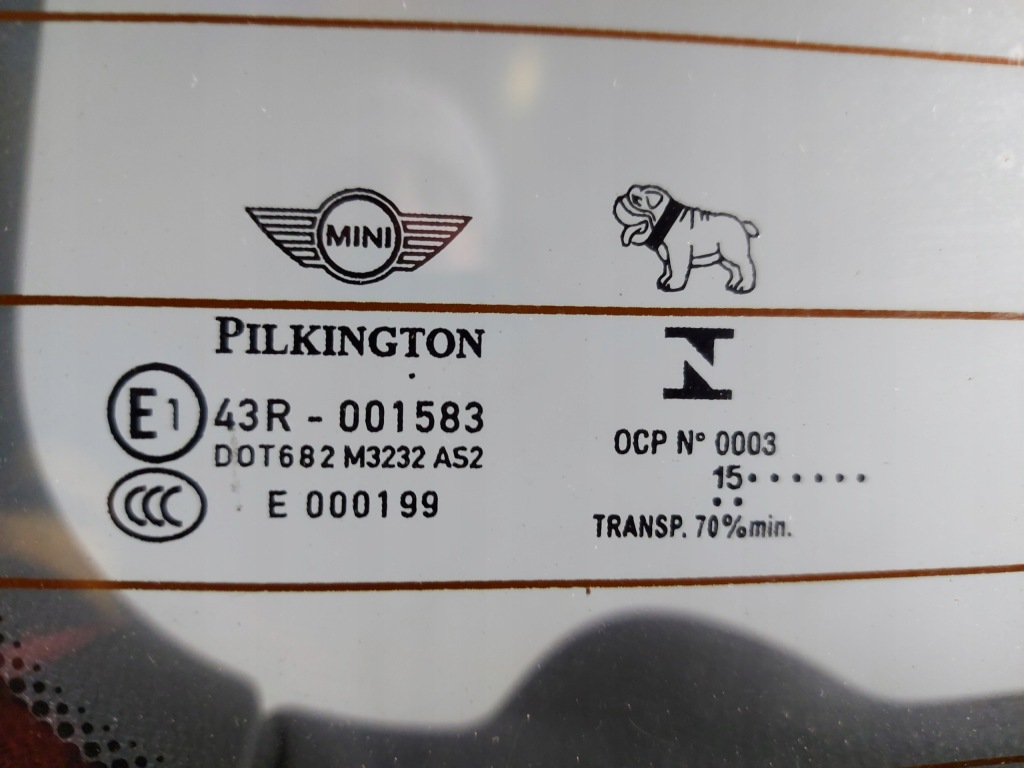 MINI
PILKINGTON
E1 43R - 001583
DOT682 M3232 AS2
CCC E 000199
N
OCP N° 0003
15
TRANSP. 70%min.